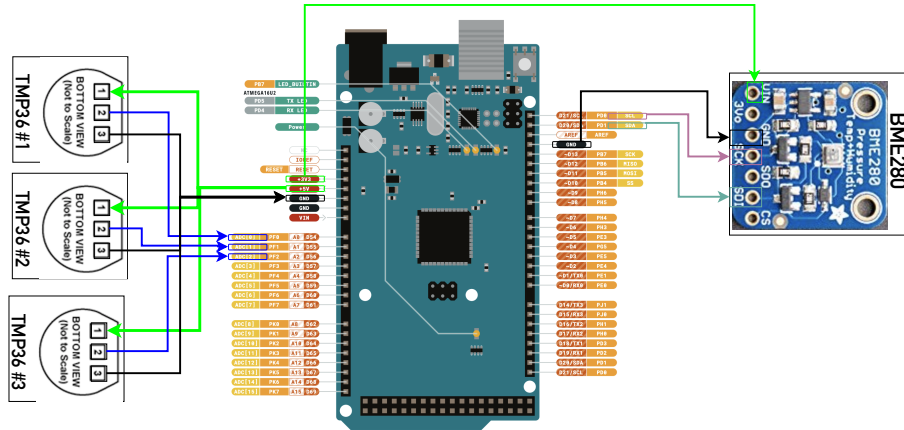 TMP36 #1
BOTTOM VIEW
(Not to Scale)
1
2
3
TMP36 #2
BOTTOM VIEW
(Not to Scale)
1
2
3
TMP36 #3
BOTTOM VIEW
(Not to Scale)
1
2
3
PB7 LED_BUILTIN
ATMEGA16U2
PD5 TX LED
PD4 RX LED
Power
IOREF
RESET RESET
+3V3
+5V
GND
GND
VIN
PF0 A0 D54
PF1 A1 D55
PF2 A2 D56
ADC[3] PF3 A3 D57
ADC[4] PF4 A4 D58
ADC[5] PF5 A5 D59
ADC[6] PF6 A6 D60
ADC[7] PF7 A7 D61
ADC[8] PK0 A8 D62
ADC[9] PK1 A9 D63
ADC[10] PK2 A10 D64
ADC[11] PK3 A11 D65
ADC[12] PK4 A12 D66
ADC[13] PK5 A13 D67
ADC[14] PK6 A14 D68
ADC[15] PK7 A15 D69
D21/SCL PD0 SCL
D20/SDA PD1 SDA
AREF AREF
GND
~D13 PB7 SCK
~D12 PB6 MISO
~D11 PB5 MOSI
~D10 PB4 SS
~D9 PH6
~D8 PH5
~D7 PH4
~D6 PH3
~D5 PE3
~D4 PG5
~D3 PE5
~D2 PE4
~D1/TX0 PE1
~D0/RX0 PE0
D14/TX3 PJ1
D15/RX3 PJ0
D16/TX2 PH1
D17/RX2 PH0
D18/TX1 PD3
D19/RX1 PD2
D20/SDA PD1
D21/SCL PD0
BME280
VIN
3Vo
GND
SCK
SDO
SDI
CS
BME280
Pressure